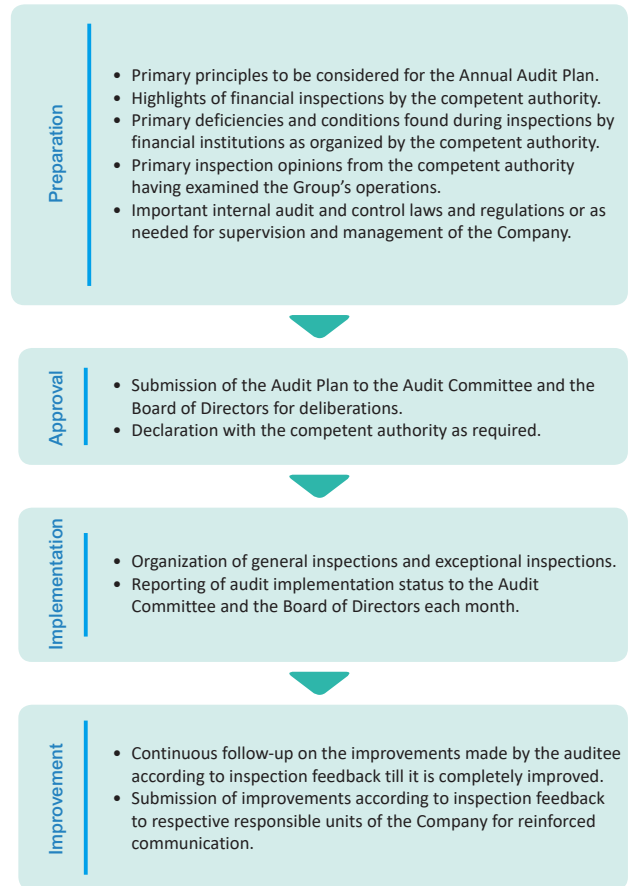 Preparation
• Primary principles to be considered for the Annual Audit Plan.
• Highlights of financial inspections by the competent authority.
• Primary deficiencies and conditions found during inspections by
financial institutions as organized by the competent authority.
• Primary inspection opinions from the competent authority
having examined the Group’s operations.
• Important internal audit and control laws and regulations or as
needed for supervision and management of the Company.
Approval
• Submission of the Audit Plan to the Audit Committee and the
Board of Directors for deliberations.
• Declaration with the competent authority as required.
Implementation
• Organization of general inspections and exceptional inspections.
• Reporting of audit implementation status to the Audit
Committee and the Board of Directors each month.
Improvement
• Continuous follow-up on the improvements made by the auditee
according to inspection feedback till it is completely improved.
• Submission of improvements according to inspection feedback
to respective responsible units of the Company for reinforced
communication.